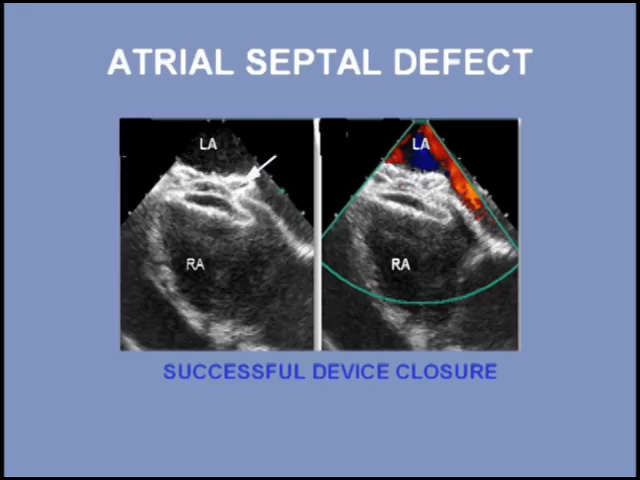 ATRIAL SEPTAL DEFECT
LA
LA
RA
RA
SUCCESSFUL DEVICE CLOSURE